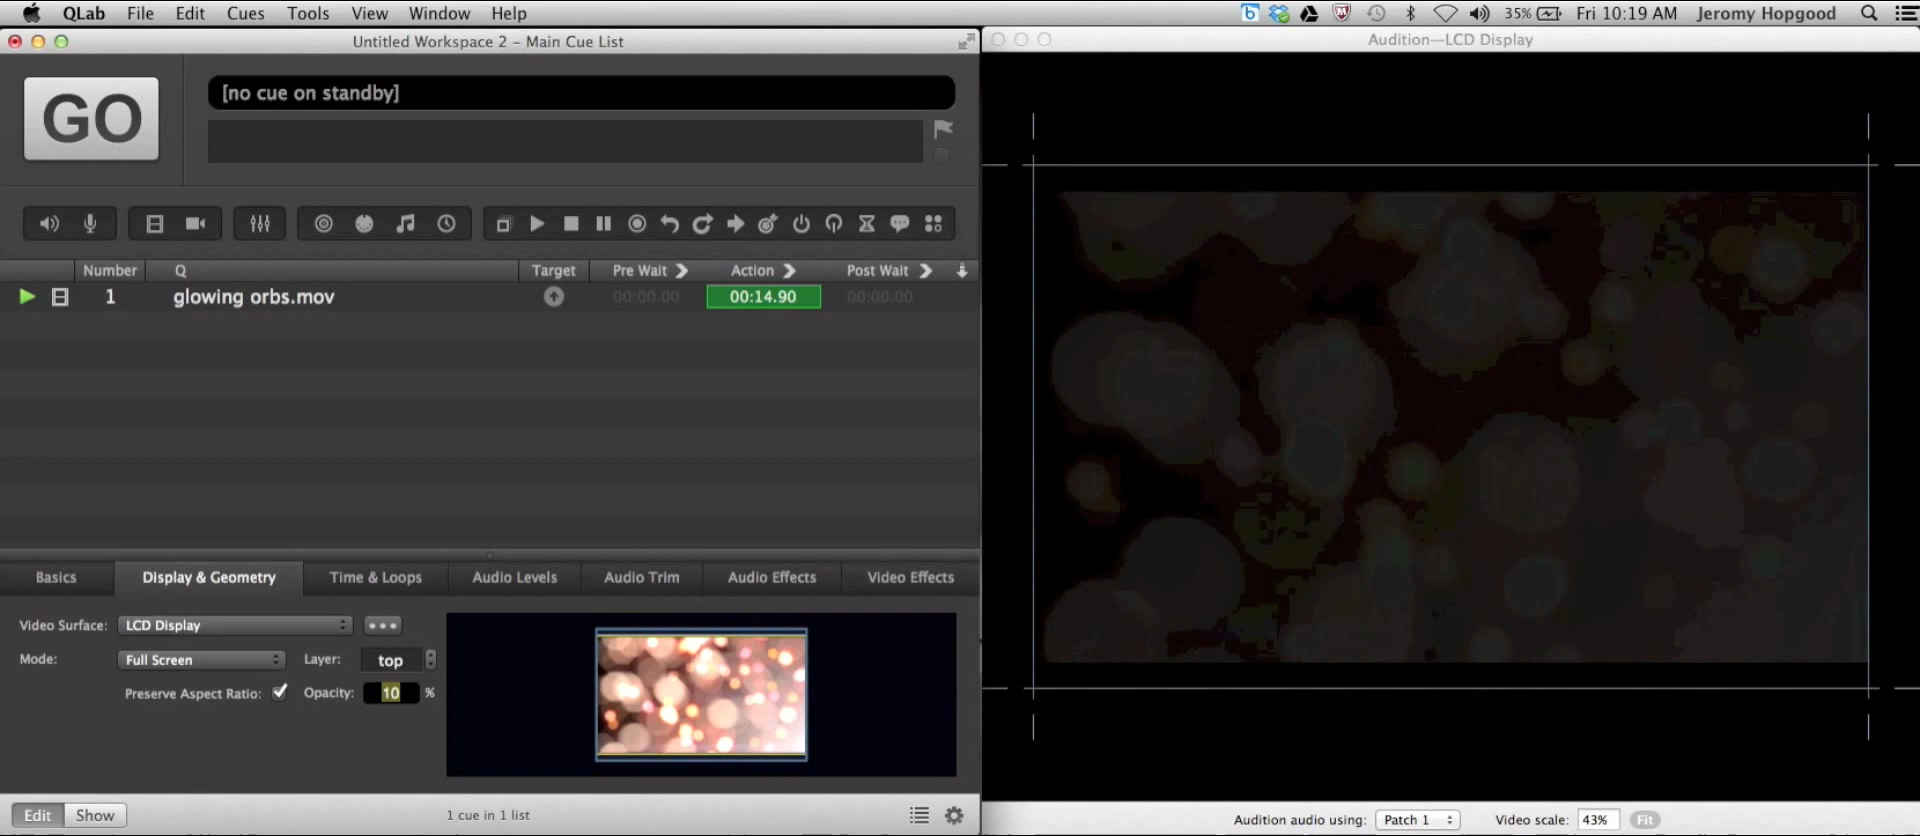 QLab File Edit Cues Tools View Window Help
35% Fri 10:19 AM Jeromy Hopgood
Untitled Workspace 2 - Main Cue List
GO
[no cue on standby]
Number Q Target Pre Wait Action Post Wait
1 glowing orbs.mov 00:00.00 00:14.90 00:00.00
Basics Display & Geometry Time & Loops Audio Levels Audio Trim Audio Effects Video Effects
Video Surface: LCD Display
Mode: Full Screen Layer: top
Preserve Aspect Ratio: Opacity: 10 %
Edit Show 1 cue in 1 list
Audition—LCD Display
Audition audio using: Patch 1 Video scale: 43% Fit